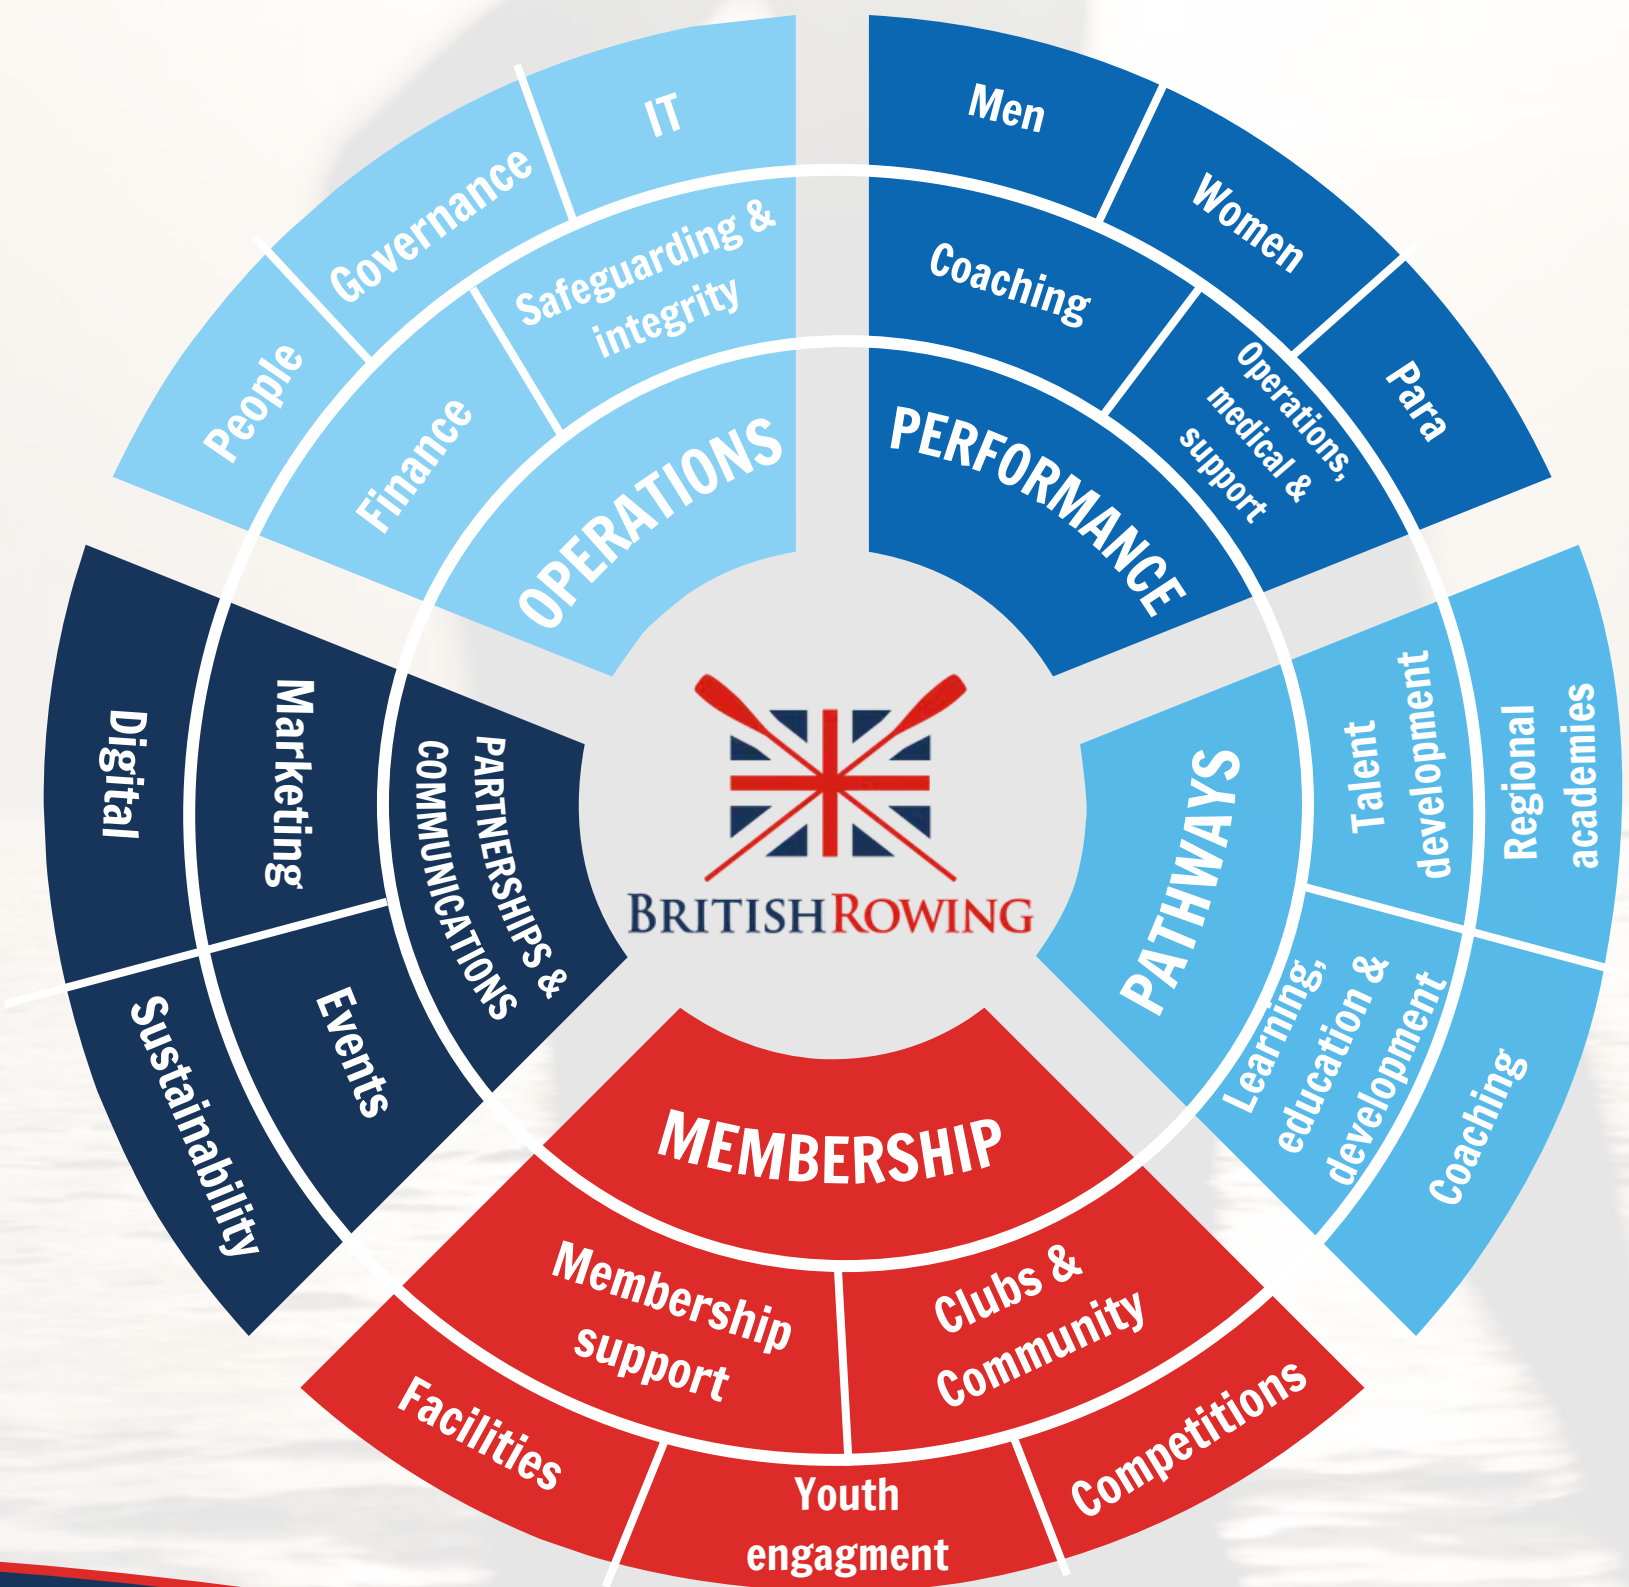 IT
Governance
People
Safeguarding &
integrity
Finance
OPERATIONS
Men
Women
Para
Coaching
Operations,
medical &
support
PERFORMANCE
Regional
academies
Coaching
Talent
development
Learning,
education &
development
PATHWAYS
MEMBERSHIP
Membership
support
Clubs &
Community
Facilities
Youth
engagment
Competitions
PARTNERSHIPS &
COMMUNICATIONS
Marketing
Events
Digital
Sustainability
BRITISHROWING